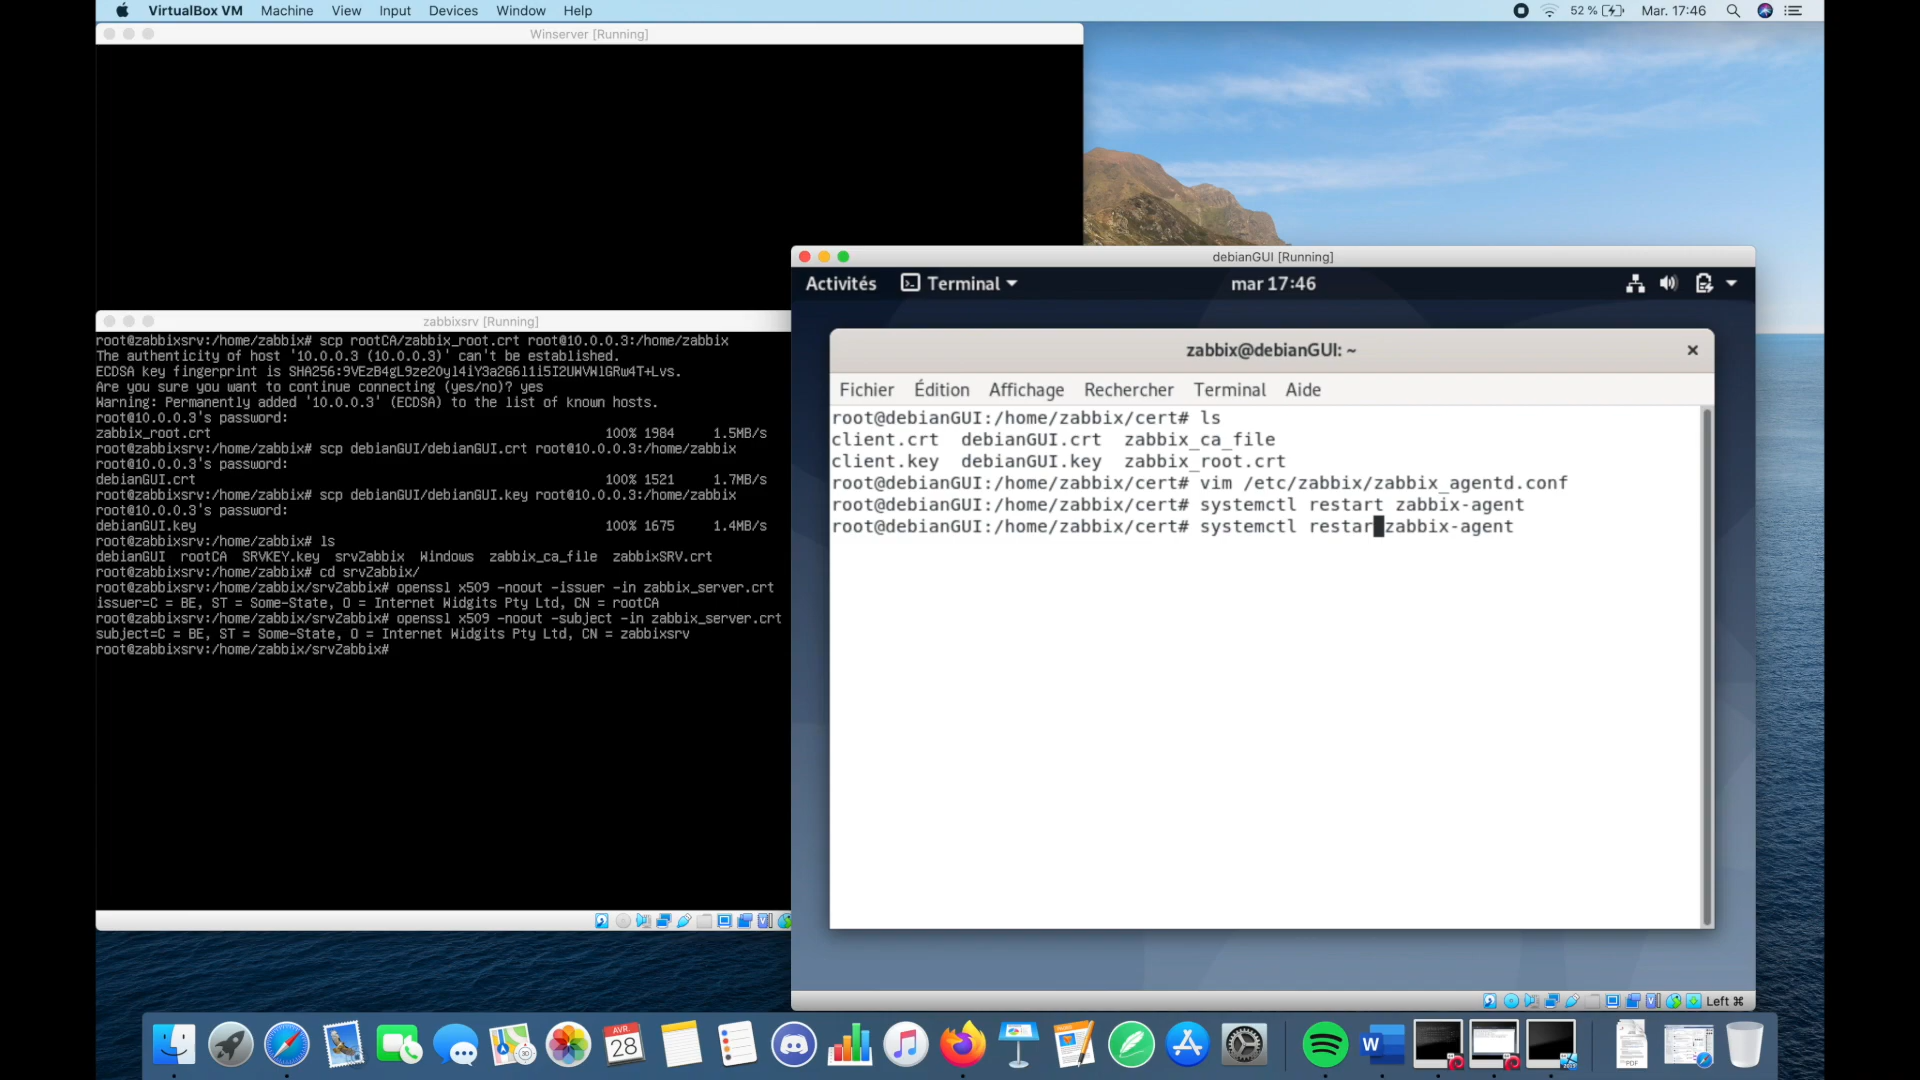 VirtualBox VM Machine View Input Devices Window Help
52 % Mar. 17:46
Winserver [Running]
zabbixsrv [Running]
root@zabbixsrv:/home/zabbix# scp rootCA/zabbix_root.crt root@10.0.0.3:/home/zabbix
The authenticity of host '10.0.0.3 (10.0.0.3)' can't be established.
ECDSA key fingerprint is
Are you sure you want to continue connecting (yes/no)? yes
Warning: Permanently added '10.0.0.3' (ECDSA) to the list of known hosts.
root@10.0.0.3's password:
zabbix_root.crt 100% 1984 1.5MB/s
root@zabbixsrv:/home/zabbix# scp debianGUI/debianGUI.crt root@10.0.0.3:/home/zabbix
root@10.0.0.3's password:
debianGUI.crt 100% 1521 1.7MB/s
root@zabbixsrv:/home/zabbix# scp debianGUI/debianGUI.key root@10.0.0.3:/home/zabbix
root@10.0.0.3's password:
debianGUI.key 100% 1675 1.4MB/s
root@zabbixsrv:/home/zabbix# ls
debianGUI rootCA SRVKEY.key srvZabbix Windows zabbix_ca_file zabbixSRV.crt
root@zabbixsrv:/home/zabbix# cd srvZabbix/
root@zabbixsrv:/home/zabbix/srvZabbix# openssl x509 -noout -issuer -in zabbix_server.crt
issuer=C = BE, ST = Some-State, O = Internet Widgits Pty Ltd, CN = rootCA
root@zabbixsrv:/home/zabbix/srvZabbix# openssl x509 -noout -subject -in zabbix_server.crt
subject=C = BE, ST = Some-State, O = Internet Widgits Pty Ltd, CN = zabbixsrv
root@zabbixsrv:/home/zabbix/srvZabbix#
debianGUI [Running]
Activités Terminal mar 17:46
zabbix@debianGUI: ~
Fichier Édition Affichage Rechercher Terminal Aide
root@debianGUI:/home/zabbix/cert# ls
client.crt debianGUI.crt zabbix_ca_file
client.key debianGUI.key zabbix_root.crt
root@debianGUI:/home/zabbix/cert# vim /etc/zabbix/zabbix_agentd.conf
root@debianGUI:/home/zabbix/cert# systemctl restart zabbix-agent
root@debianGUI:/home/zabbix/cert# systemctl restar zabbix-agent
Left ⌘
AVR.
28
PDF